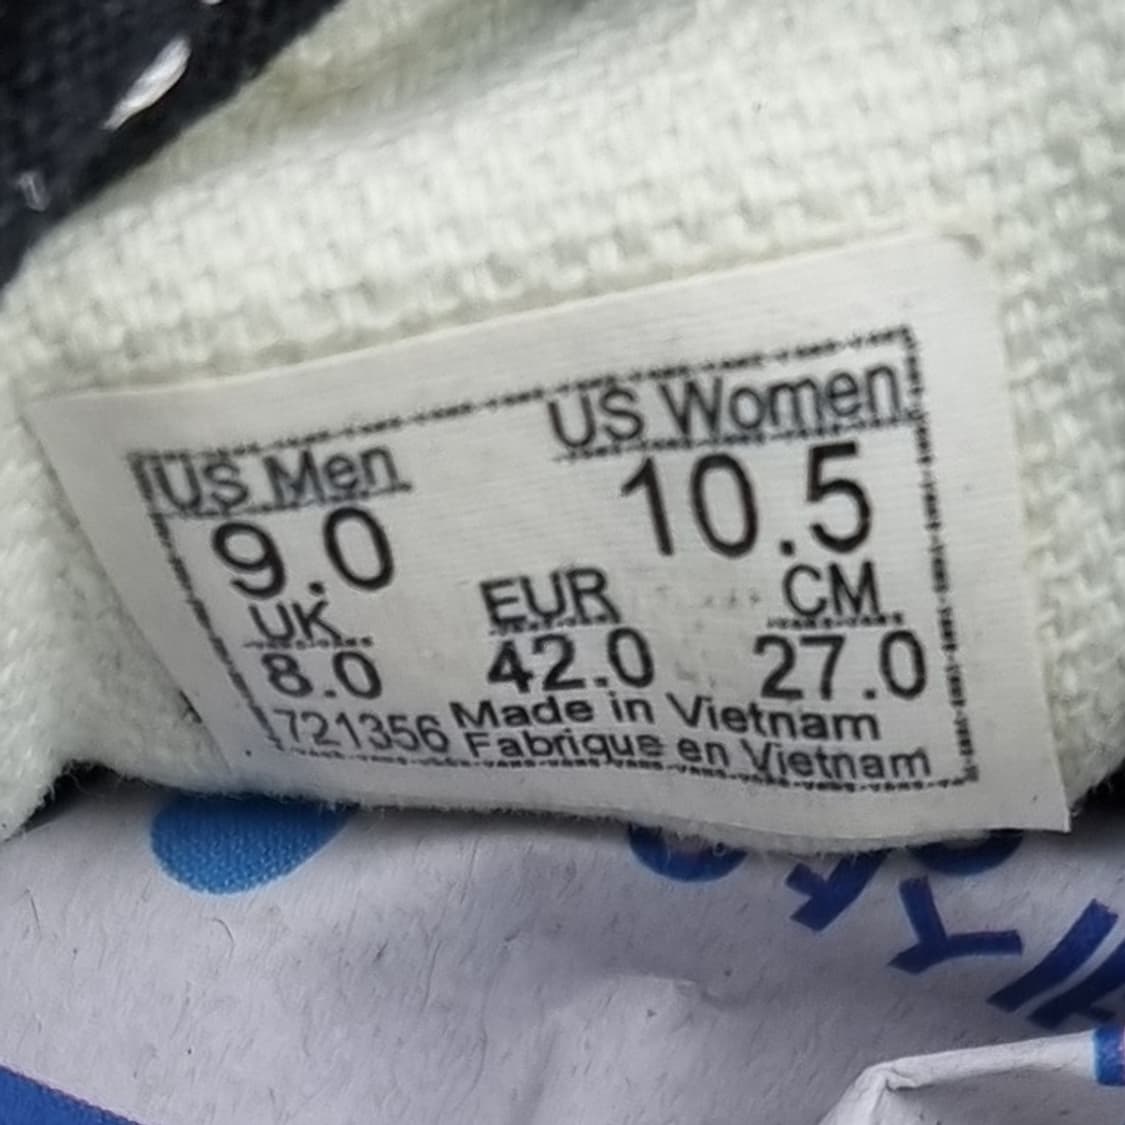 US Men US Women
9.0 10.5
UK EUR CM
8.0 42.0 27.0
721356 Made in Vietnam
Fabrique en Vietnam